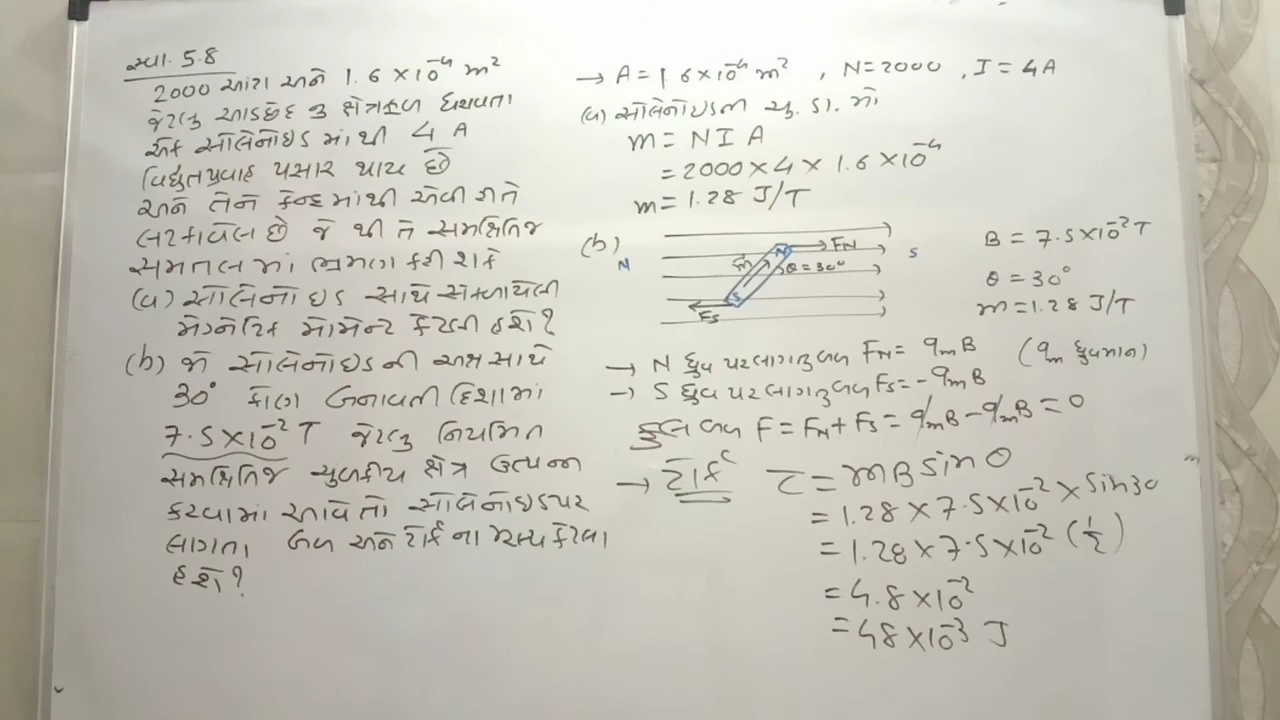 સ્વા. 5.8
2000 આંટા અને 1.6 × 10⁻⁴ m²
જેટલુ આડછેદ નુ ક્ષેત્રફળ ધરાવતા
એક સોલેનોઇડ માંથી 4 A
વિદ્યુતપ્રવાહ પસાર થાય છે
અને તેને કેન્દ્રમાંથી એવી રીતે
લટકાવેલ છે જે થી તે સમક્ષિતિજ
સમતલ માં ભ્રમણ કરી શકે
(a) સોલેનોઇડ સાથે સંકળાયેલી
મેગ્નેટિક મોમેન્ટ કેટલી હશે?
(b) જો સોલેનોઇડ ની અક્ષ સાથે
30° કોણ બનાવતી દિશામાં
7.5 × 10⁻² T જેટલુ નિયમિત
સમક્ષિતિજ ચુંબકીય ક્ષેત્ર ઉત્પન્ન
કરવામાં આવે તો સોલેનોઇડ પર
લાગતા બળ અને ટોર્ક ના મુલ્ય કેટલા
હશે?
→ A = 1.6 × 10⁻⁴ m² , N = 2000 , I = 4 A
(a) સોલેનોઇડની ચુ. ડા. મો
m = N I A
= 2000 × 4 × 1.6 × 10⁻⁴
m = 1.28 J/T
(b)
N
S
N
S
Fₙ
Fₛ
m
θ = 30°
B = 7.5 × 10⁻² T
θ = 30°
m = 1.28 J/T
→ N ધ્રુવ પર લાગતુ બળ Fₙ = qₘB (qₘ ધ્રુવમાન)
→ S ધ્રુવ પર લાગતુ બળ Fₛ = - qₘB
કુલ બળ F = Fₙ + Fₛ = qₘB - qₘB = 0
→ ટોર્ક τ = mB sin θ
= 1.28 × 7.5 × 10⁻² × sin 30
= 1.28 × 7.5 × 10⁻² (1/2)
= 4.8 × 10⁻²
= 48 × 10⁻³ J